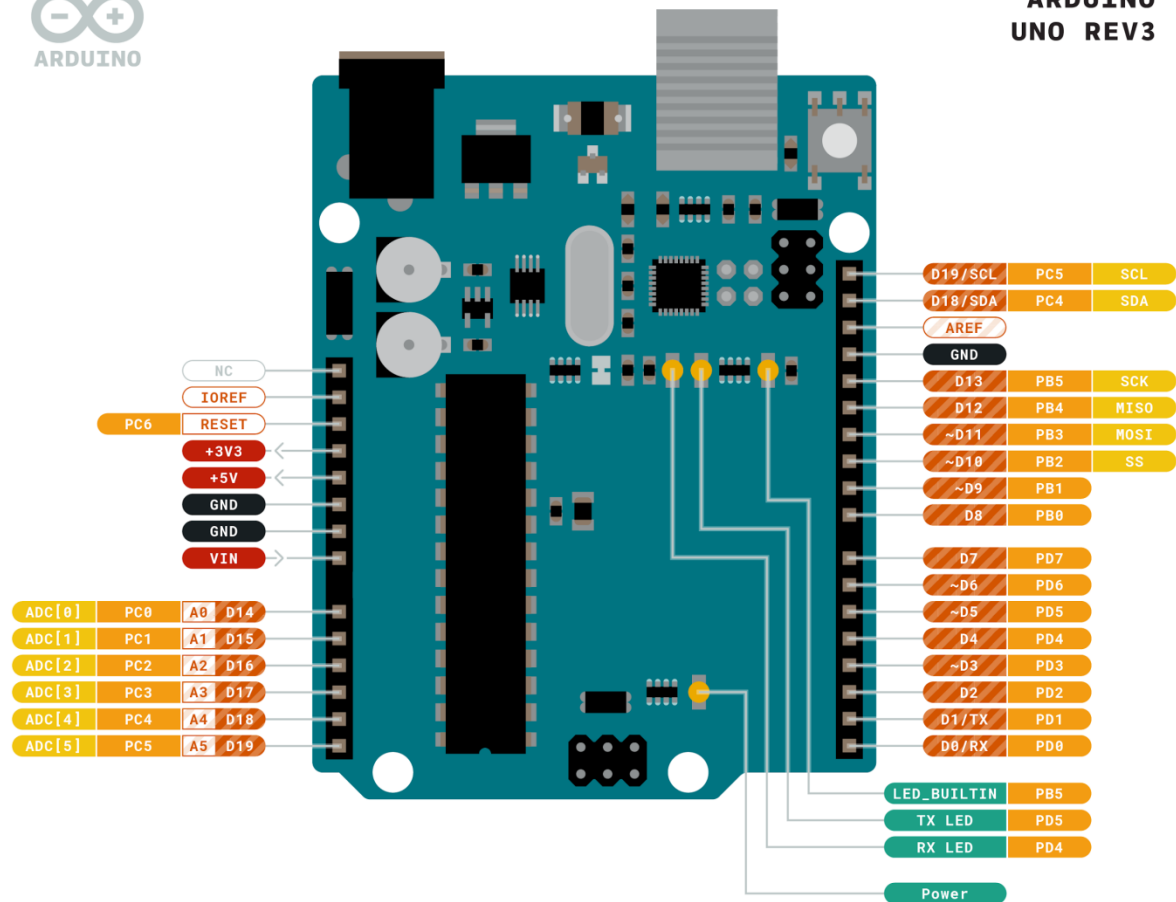 ARDUINO
ARDUINO
UNO REV3
NC
IOREF
PC6 RESET
+3V3
+5V
GND
GND
VIN
ADC[0] PC0 A0 D14
ADC[1] PC1 A1 D15
ADC[2] PC2 A2 D16
ADC[3] PC3 A3 D17
ADC[4] PC4 A4 D18
ADC[5] PC5 A5 D19
D19/SCL PC5 SCL
D18/SDA PC4 SDA
AREF
GND
D13 PB5 SCK
D12 PB4 MISO
~D11 PB3 MOSI
~D10 PB2 SS
~D9 PB1
D8 PB0
D7 PD7
~D6 PD6
~D5 PD5
D4 PD4
~D3 PD3
D2 PD2
D1/TX PD1
D0/RX PD0
LED_BUILTIN PB5
TX LED PD5
RX LED PD4
Power